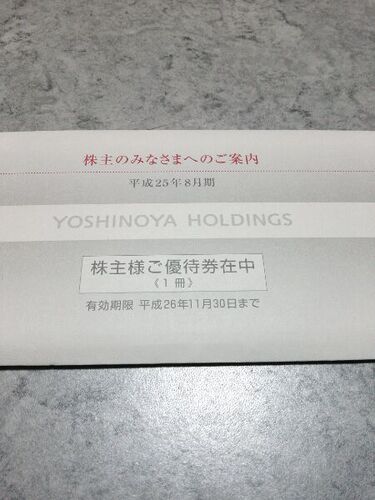 株主のみなさまへのご案内
平成25年8月期
YOSHINOYA HOLDINGS
株主様ご優待券在中
《1冊》
有効期限 平成26年11月30日まで